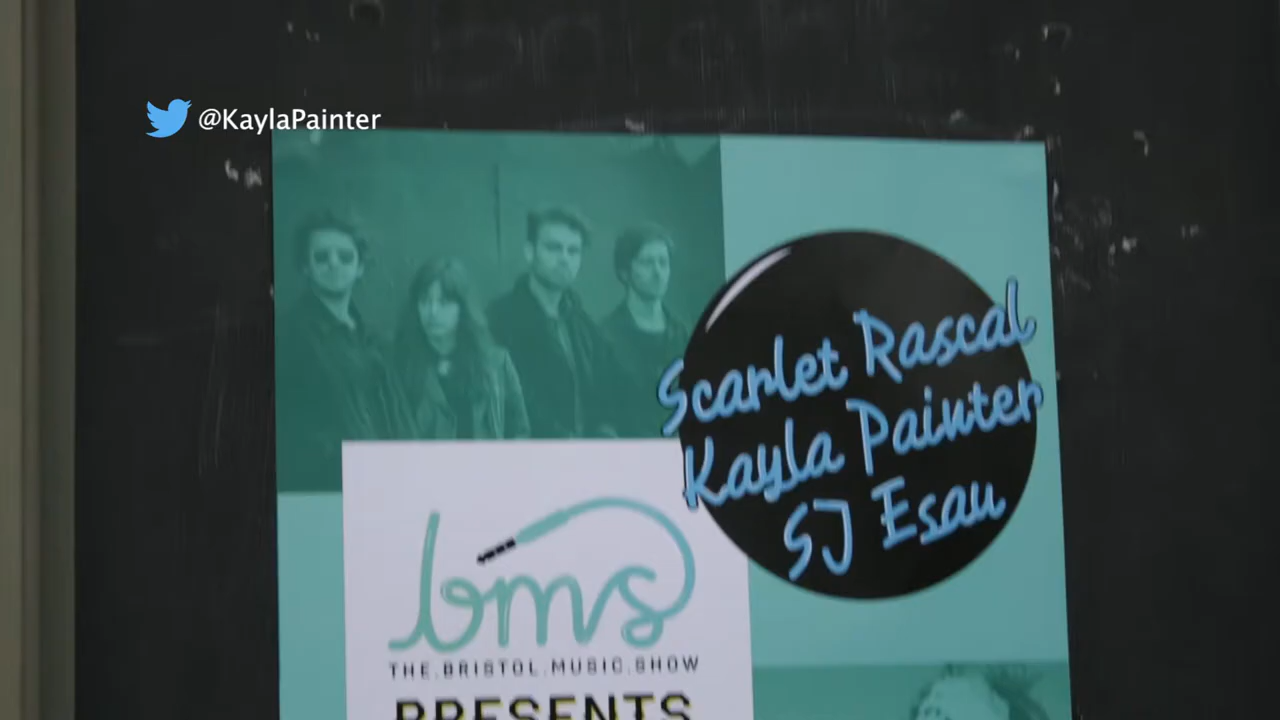 @KaylaPainter
Scarlet Rascal
Kayla Painter
SJ Esau
bms
THE.BRISTOL.MUSIC.SHOW
PRESENTS